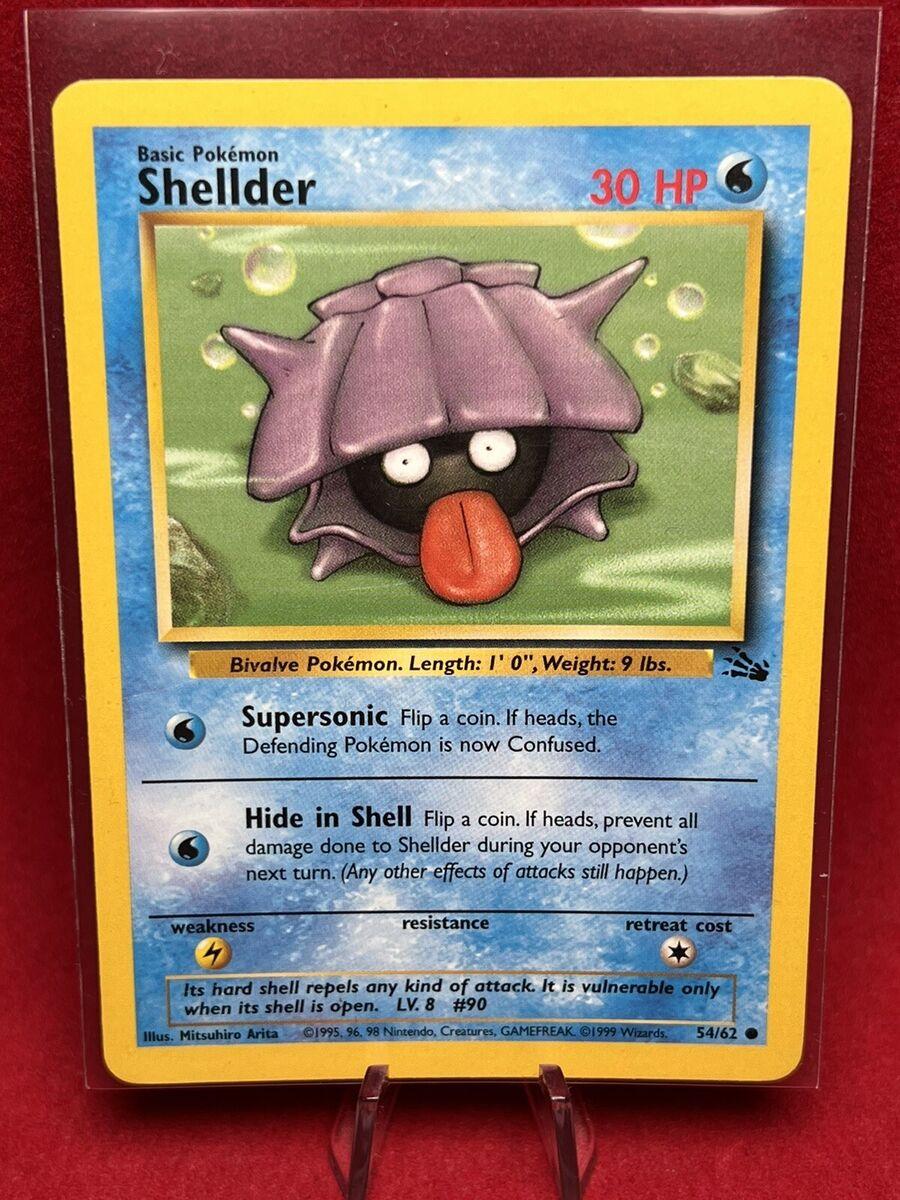 Basic Pokémon
Shellder
30 HP
Bivalve Pokémon. Length: 1' 0", Weight: 9 lbs.
Supersonic Flip a coin. If heads, the
Defending Pokémon is now Confused.
Hide in Shell Flip a coin. If heads, prevent all
damage done to Shellder during your opponent's
next turn. (Any other effects of attacks still happen.)
weakness resistance retreat cost
Its hard shell repels any kind of attack. It is vulnerable only
when its shell is open. LV. 8 #90
Illus. Mitsuhiro Arita ©1995, 96, 98 Nintendo, Creatures, GAMEFREAK. ©1999 Wizards. 54/62